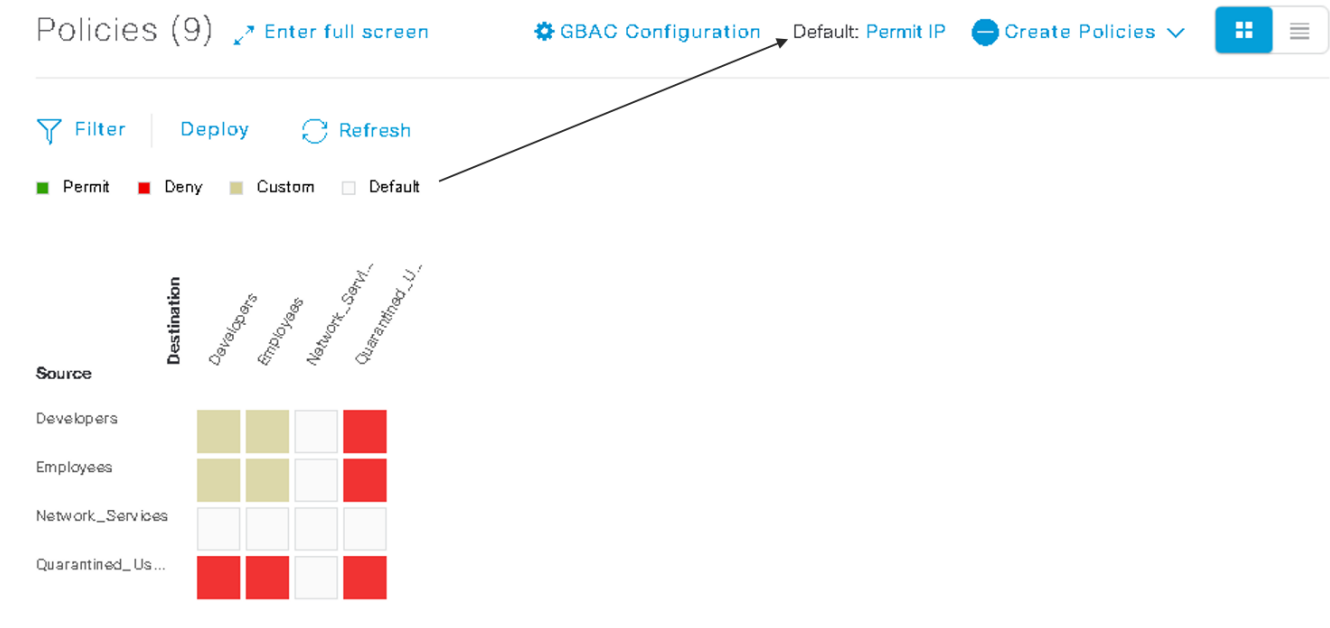 Policies (9) Enter full screen GBAC Configuration Default: Permit IP Create Policies
Filter Deploy Refresh
Permit Deny Custom Default
Destination
Developers
Employees
Network_Servi...
Quarantined_U...
Source
Developers
Employees
Network_Services
Quarantined_Us...